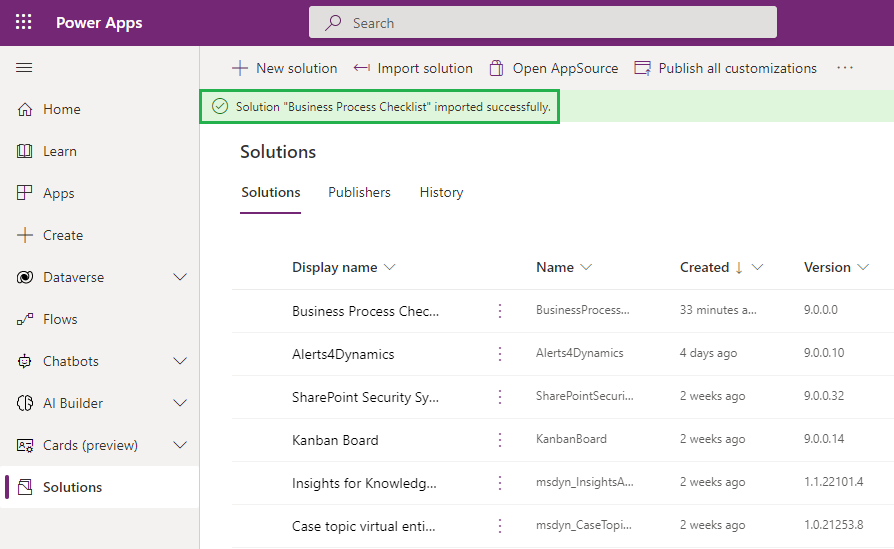 Power Apps
Search
New solution Import solution Open AppSource Publish all customizations ···
Solution "Business Process Checklist" imported successfully.
Home
Learn
Apps
Create
Dataverse
Flows
Chatbots
AI Builder
Cards (preview)
Solutions
Solutions
Solutions Publishers History
Display name Name Created ↓ Version
Business Process Chec... BusinessProcess... 33 minutes a... 9.0.0.0
Alerts4Dynamics Alerts4Dynamics 4 days ago 9.0.0.10
SharePoint Security Sy... SharePointSecuri... 2 weeks ago 9.0.0.32
Kanban Board KanbanBoard 2 weeks ago 9.0.0.14
Insights for Knowledg... msdyn_InsightsA... 2 weeks ago 1.1.22101.4
Case topic virtual enti... msdyn_CaseTopi... 2 weeks ago 1.0.21253.8